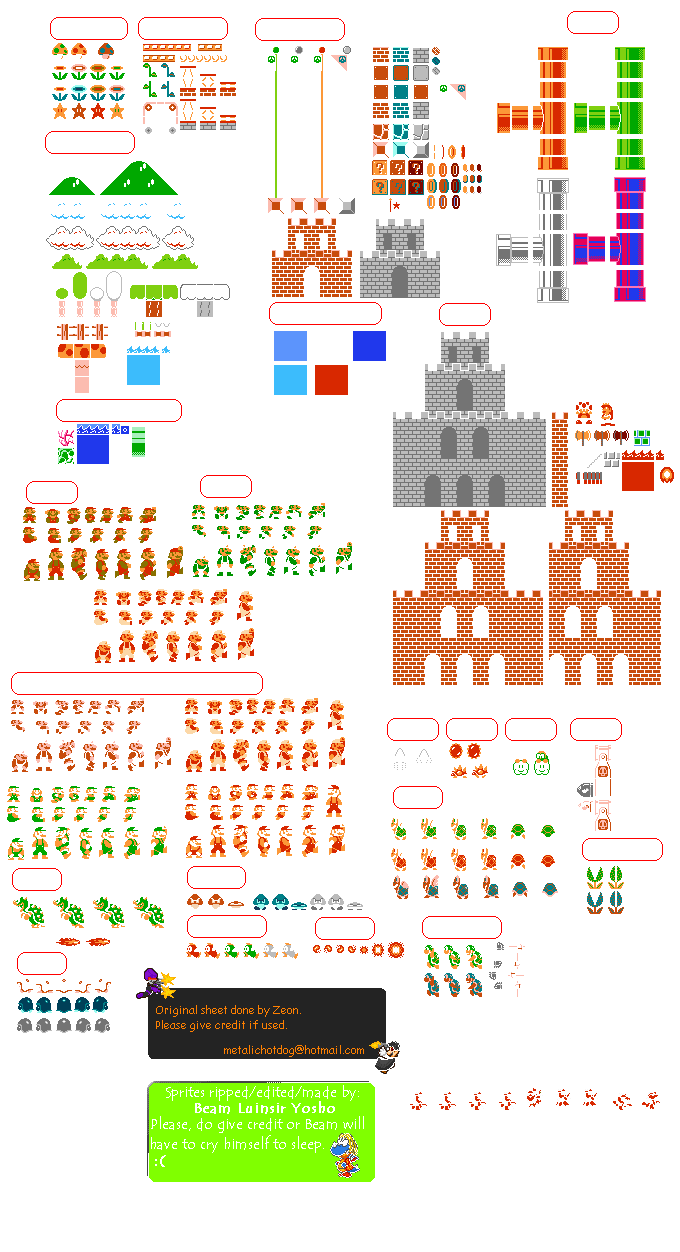 Original sheet done by Zeon.
Please give credit if used.
metalichotdog@hotmail.com
Sprites ripped/edited/made by:
Beam Luinsir Yosho
Please, do give credit or Beam will
have to cry himself to sleep
:(